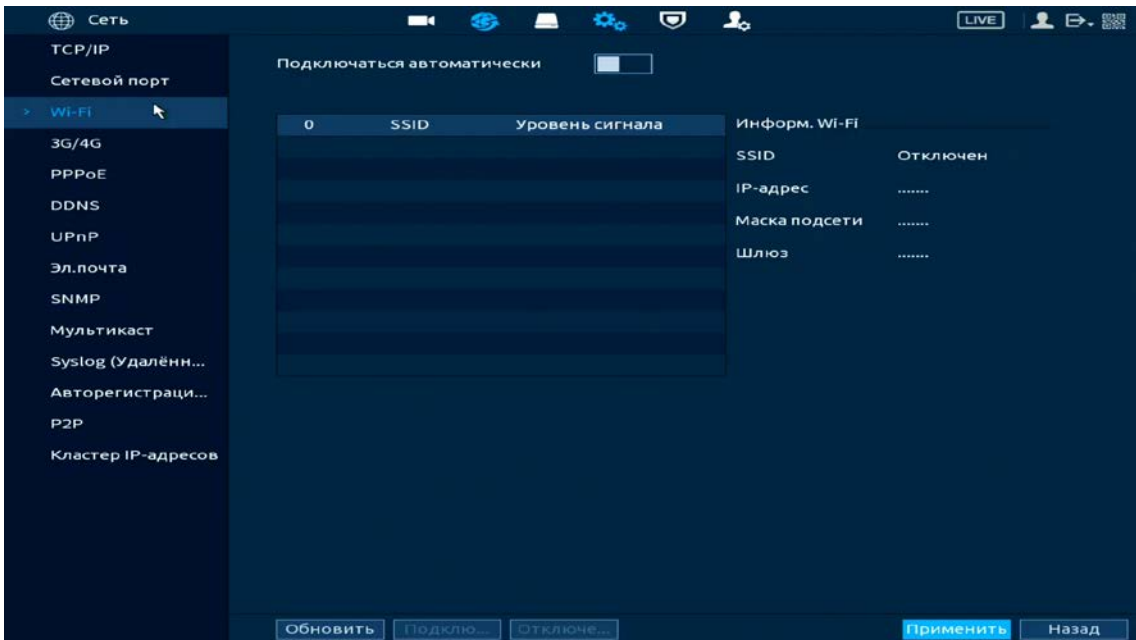 Сеть
LIVE
TCP/IP
Сетевой порт
> Wi-Fi
3G/4G
PPPoE
DDNS
UPnP
Эл.почта
SNMP
Мультикаст
Syslog (Удалённ...
Авторегистраци...
P2P
Кластер IP-адресов
Подключаться автоматически
0 SSID Уровень сигнала
Информ. Wi-Fi
SSID Отключен
IP-адрес .......
Маска подсети .......
Шлюз .......
Обновить Подклю... Отключе... Применить Назад